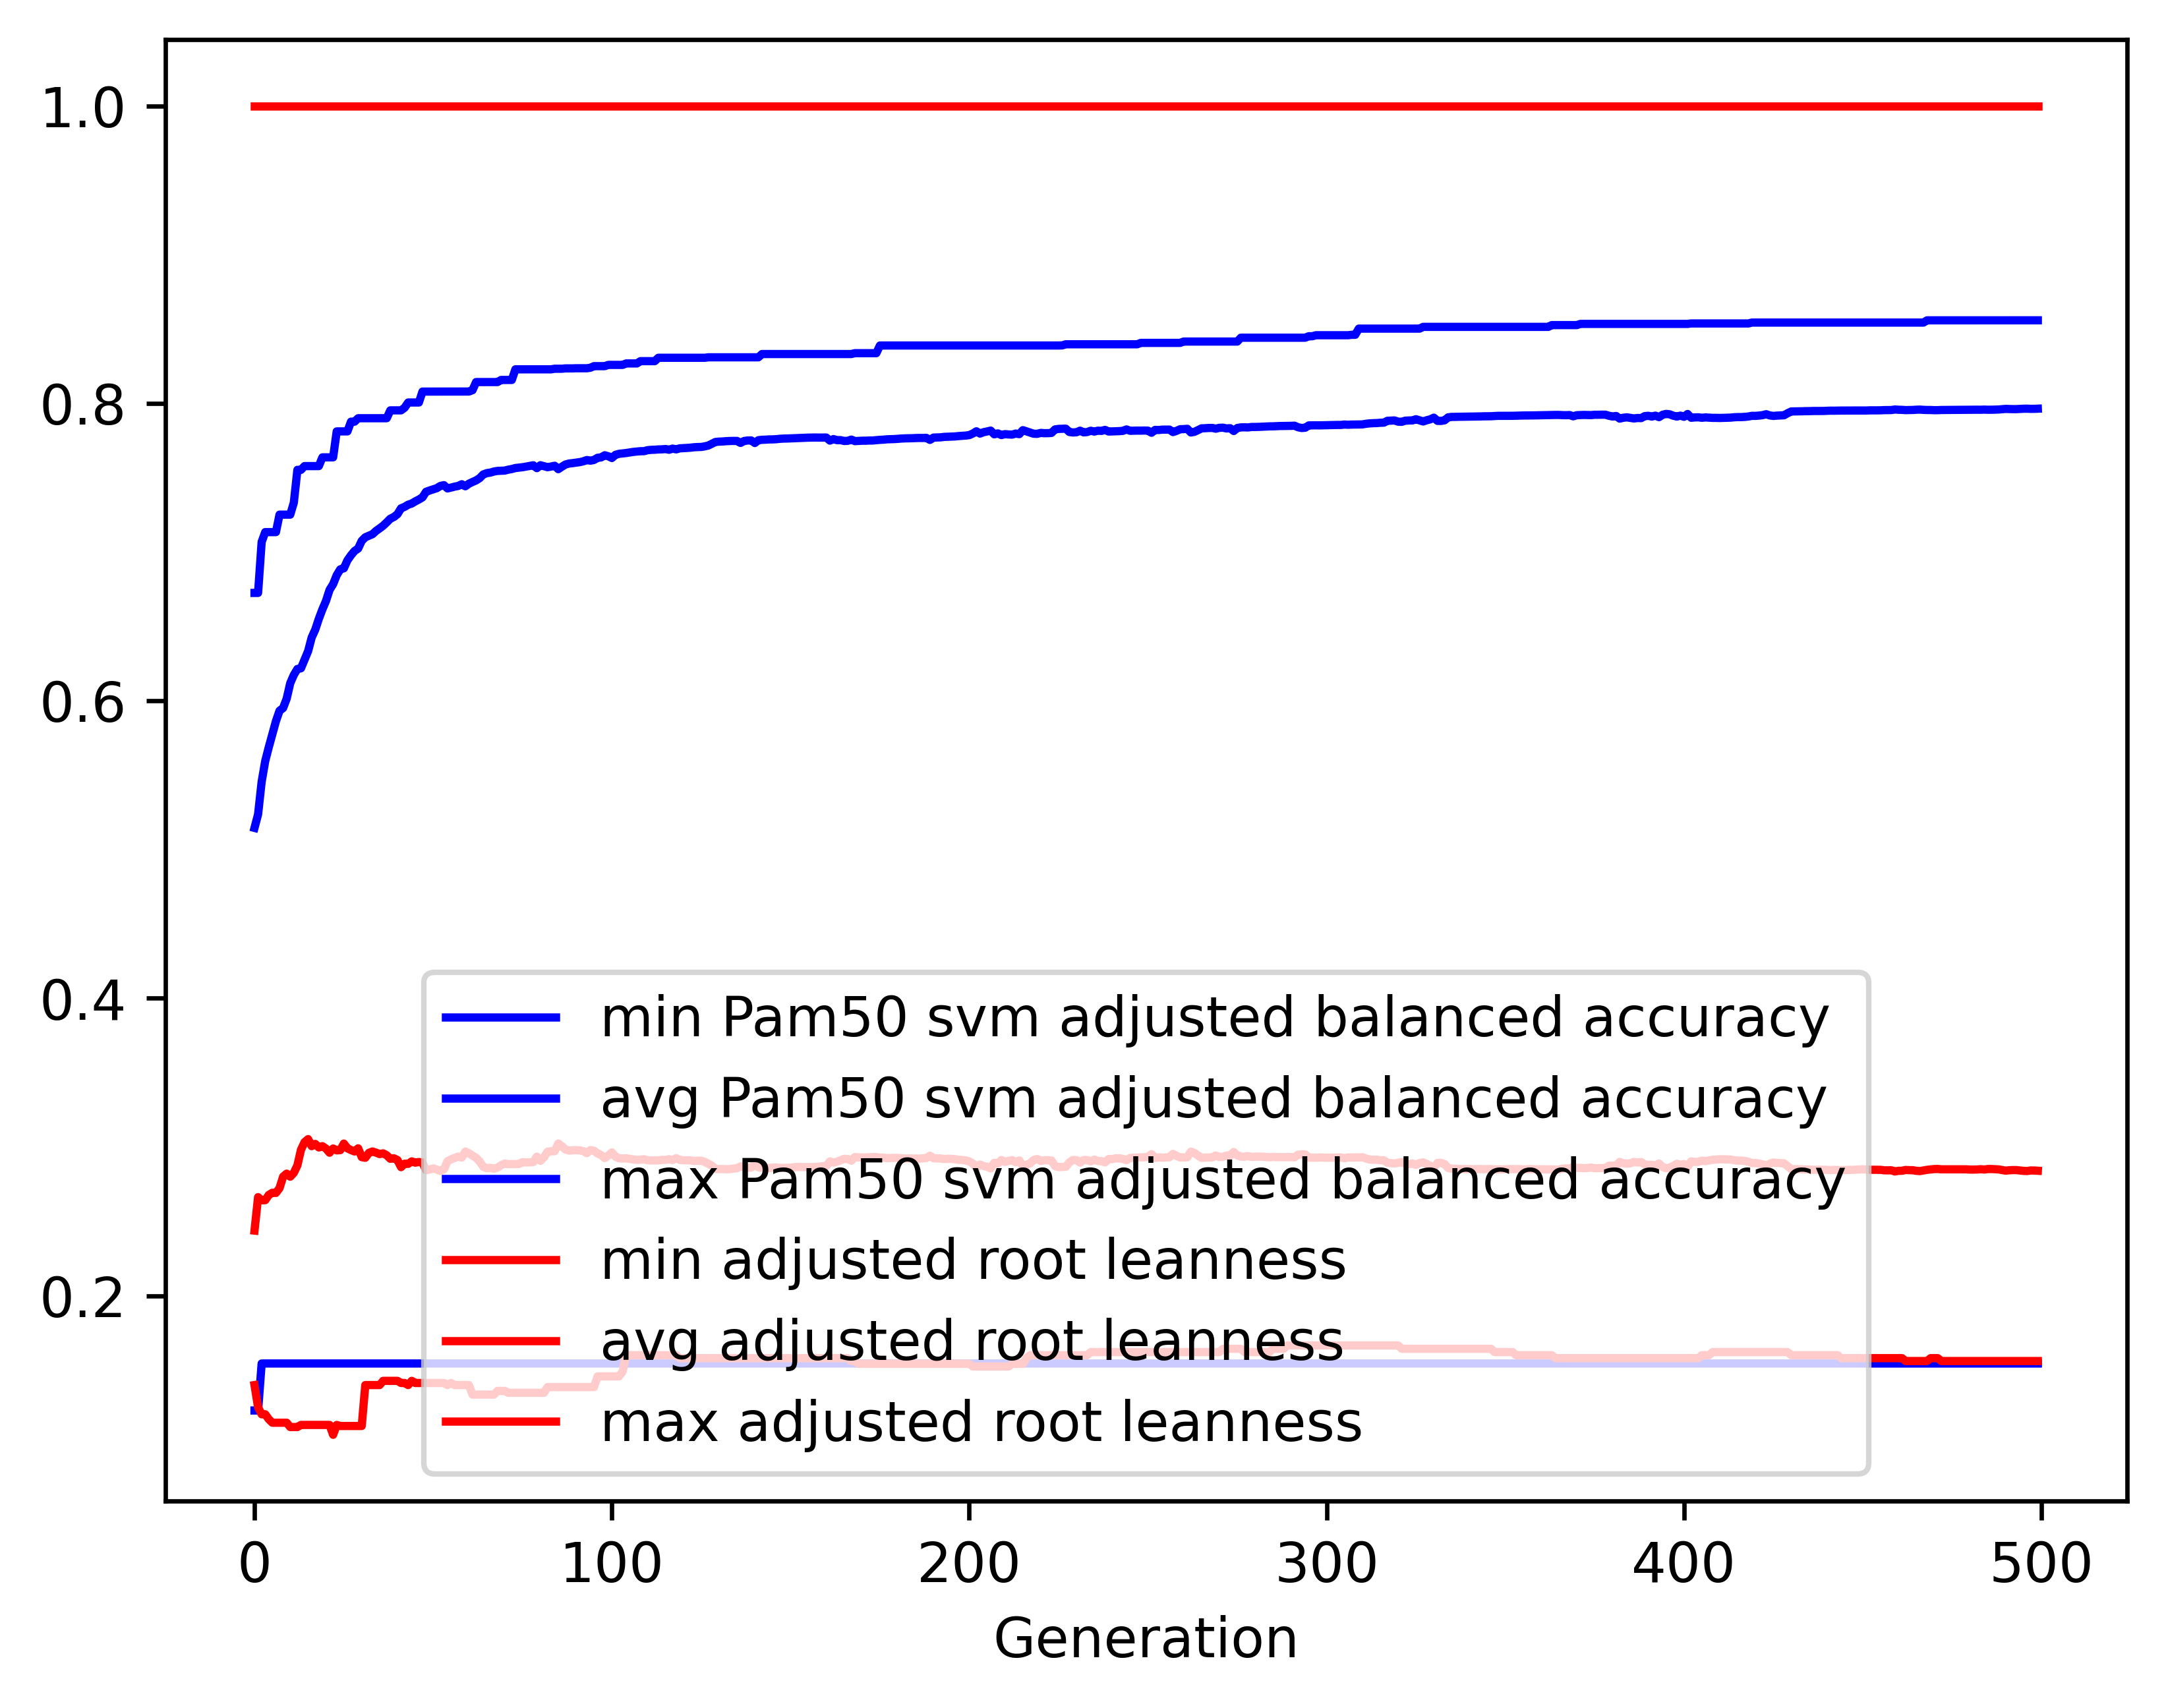 1.0
0.8
0.6
0.4
0.2
min Pam50 svm adjusted balanced accuracy
avg Pam50 svm adjusted balanced accuracy
max Pam50 svm adjusted balanced accuracy
min adjusted root leanness
avg adjusted root leanness
max adjusted root leanness
0 100 200 300 400 500
Generation